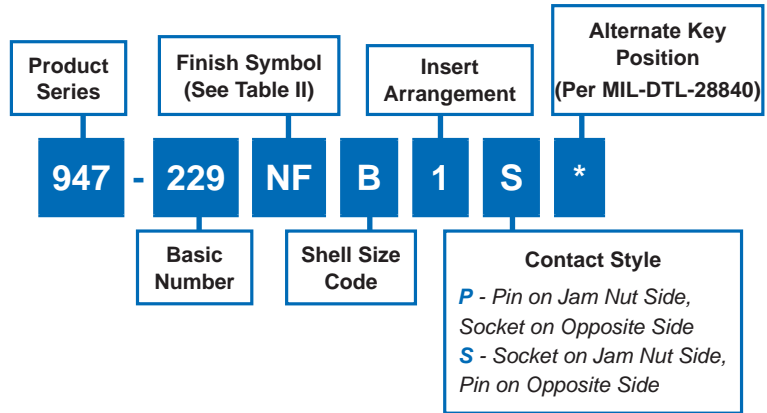 Product
Series
Finish Symbol
(See Table II)
Insert
Arrangement
Alternate Key
Position
(Per MIL-DTL-28840)
947 - 229 NF B 1 S *
Basic
Number
Shell Size
Code
Contact Style
P - Pin on Jam Nut Side,
Socket on Opposite Side
S - Socket on Jam Nut Side,
Pin on Opposite Side